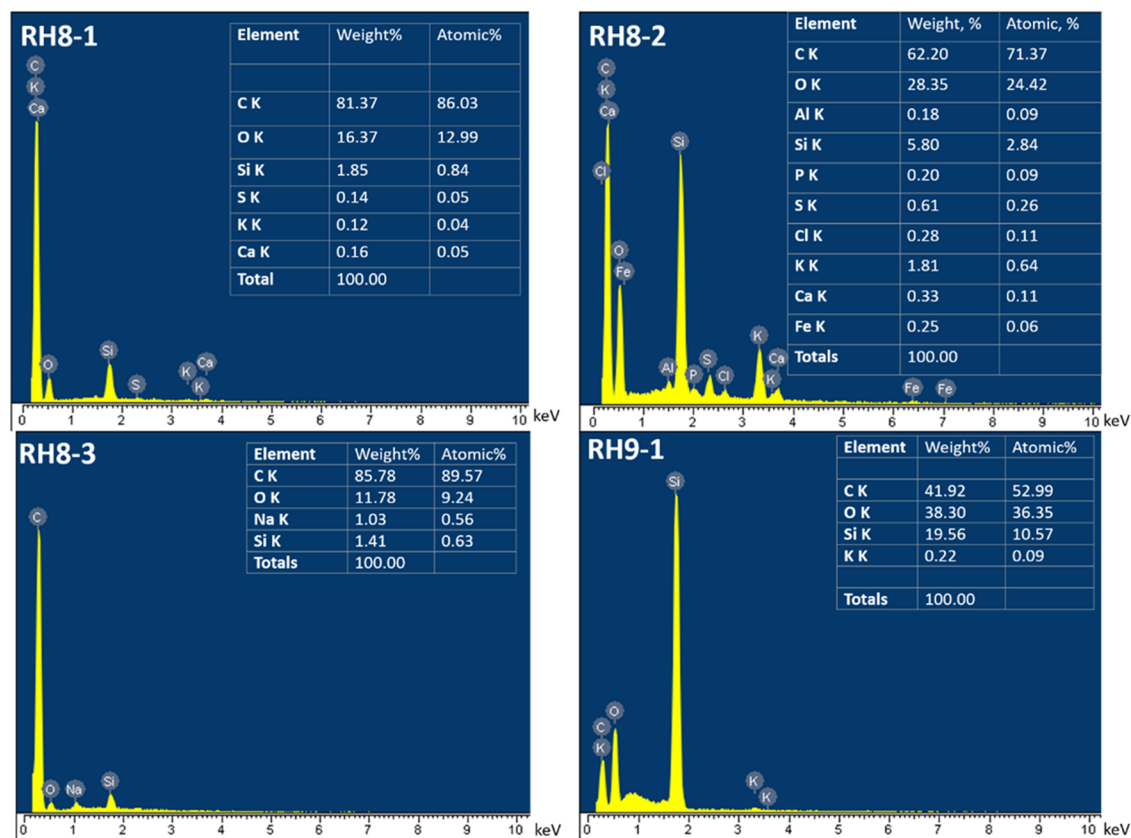 RH8-1
Element Weight% Atomic%
C K 81.37 86.03
O K 16.37 12.99
Si K 1.85 0.84
S K 0.14 0.05
K K 0.12 0.04
Ca K 0.16 0.05
Total 100.00
C
K
Ca
O
Si
S
K
K
Ca
0 1 2 3 4 5 6 7 8 9 10 keV
RH8-2
Element Weight, % Atomic, %
C K 62.20 71.37
O K 28.35 24.42
Al K 0.18 0.09
Si K 5.80 2.84
P K 0.20 0.09
S K 0.61 0.26
Cl K 0.28 0.11
K K 1.81 0.64
Ca K 0.33 0.11
Fe K 0.25 0.06
Totals 100.00
C
K
Ca
Cl
O
Fe
Al
Si
P
S
Cl
K
K
Ca
Fe
Fe
0 1 2 3 4 5 6 7 8 9 10 keV
RH8-3
Element Weight% Atomic%
C K 85.78 89.57
O K 11.78 9.24
Na K 1.03 0.56
Si K 1.41 0.63
Totals 100.00
C
O
Na
Si
0 1 2 3 4 5 6 7 8 9 10 keV
RH9-1
Element Weight% Atomic%
C K 41.92 52.99
O K 38.30 36.35
Si K 19.56 10.57
K K 0.22 0.09
Totals 100.00
C
K
O
Si
K
K
0 1 2 3 4 5 6 7 8 9 10 keV